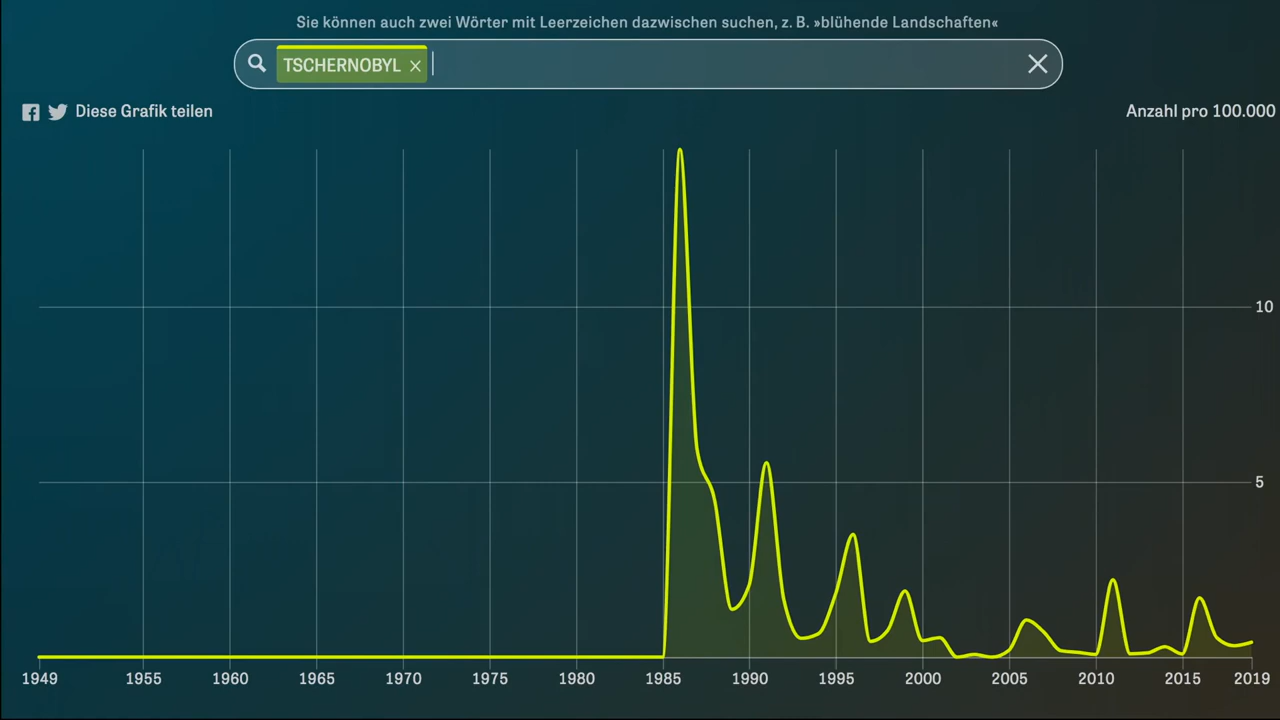 Sie können auch zwei Wörter mit Leerzeichen dazwischen suchen, z. B. »blühende Landschaften«
TSCHERNOBYL
Diese Grafik teilen
Anzahl pro 100.000
10
5
1949 1955 1960 1965 1970 1975 1980 1985 1990 1995 2000 2005 2010 2015 2019